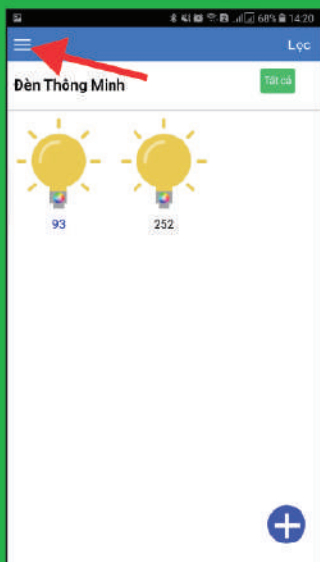 68% 14:20
Lọc
Đèn Thông Minh
Tất cả
93
252